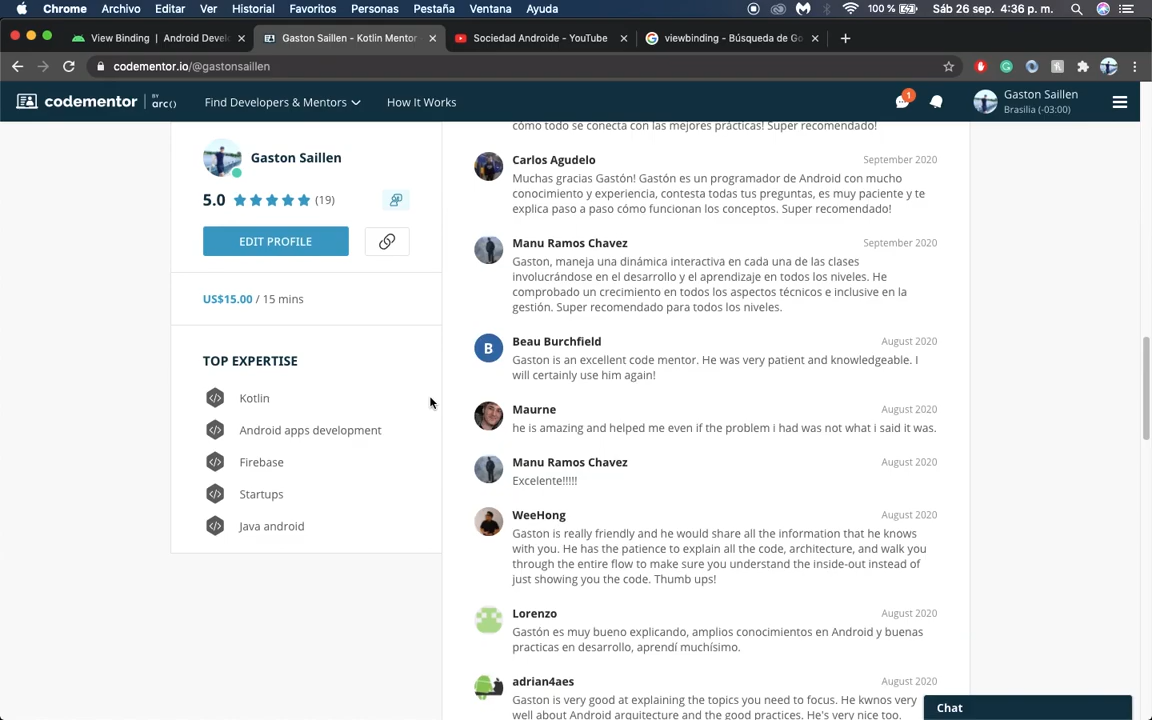 Chrome Archivo Editar Ver Historial Favoritos Personas Pestaña Ventana Ayuda 100 % Sáb 26 sep. 4:36 p. m.
View Binding | Android Devel
Gaston Saillen - Kotlin Mentor
Sociedad Androide - YouTube
viewbinding - Búsqueda de Go
codementor.io/@gastonsaillen
codementor BY arc()
Find Developers & Mentors
How It Works
1
Gaston Saillen
Brasilia (-03:00)
Gaston Saillen
5.0 (19)
EDIT PROFILE
US$15.00 / 15 mins
TOP EXPERTISE
Kotlin
Android apps development
Firebase
Startups
Java android
cómo todo se conecta con las mejores prácticas! Super recomendado!
Carlos Agudelo September 2020
Muchas gracias Gastón! Gastón es un programador de Android con mucho
conocimiento y experiencia, contesta todas tus preguntas, es muy paciente y te
explica paso a paso cómo funcionan los conceptos. Super recomendado!
Manu Ramos Chavez September 2020
Gaston, maneja una dinámica interactiva en cada una de las clases
involucrándose en el desarrollo y el aprendizaje en todos los niveles. He
comprobado un crecimiento en todos los aspectos técnicos e inclusive en la
gestión. Super recomendado para todos los niveles.
B
Beau Burchfield August 2020
Gaston is an excellent code mentor. He was very patient and knowledgeable. I
will certainly use him again!
Maurne August 2020
he is amazing and helped me even if the problem i had was not what i said it was.
Manu Ramos Chavez August 2020
Excelente!!!!!
WeeHong August 2020
Gaston is really friendly and he would share all the information that he knows
with you. He has the patience to explain all the code, architecture, and walk you
through the entire flow to make sure you understand the inside-out instead of
just showing you the code. Thumb ups!
Lorenzo August 2020
Gastón es muy bueno explicando, amplios conocimientos en Android y buenas
practicas en desarrollo, aprendí muchísimo.
adrian4aes August 2020
Gaston is very good at explaining the topics you need to focus. He kwnos very
well about Android arquitecture and the good practices. He's very nice too.
Chat